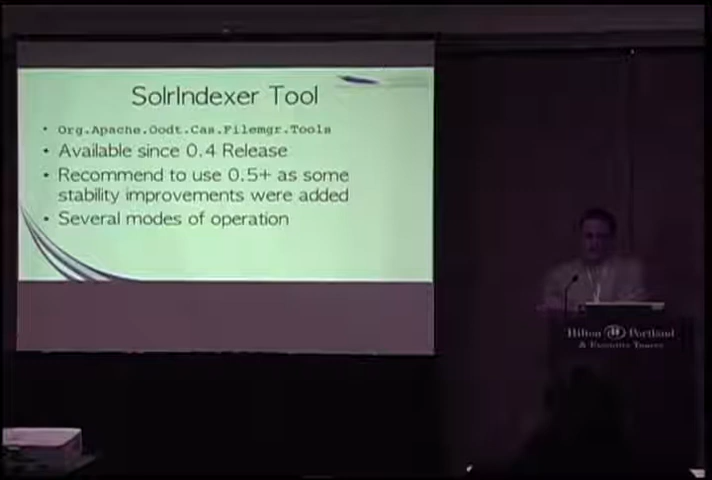 SolrIndexer Tool
• Org.Apache.Oodt.Cas.Filemgr.Tools
• Available since 0.4 Release
• Recommend to use 0.5+ as some
stability improvements were added
• Several modes of operation
Hilton Portland
& Executive Tower